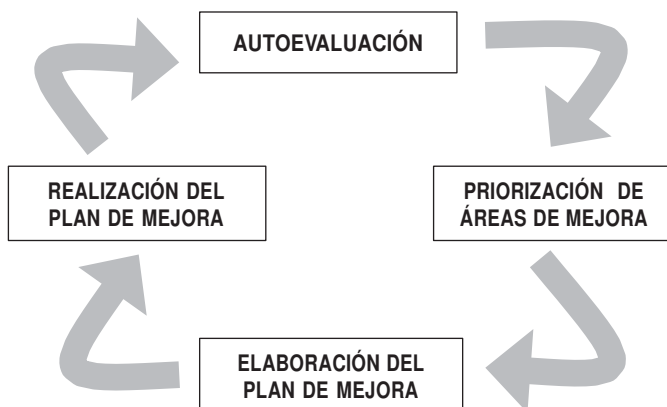 AUTOEVALUACIÓN
REALIZACIÓN DEL
PLAN DE MEJORA
PRIORIZACIÓN DE
ÁREAS DE MEJORA
ELABORACIÓN DEL
PLAN DE MEJORA